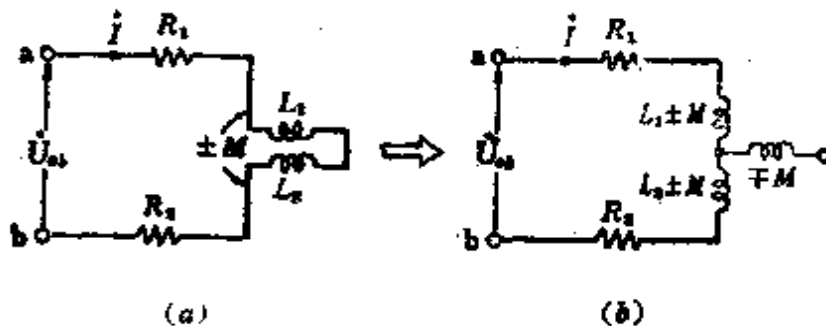 a
İ
R₁
L₁
±M
U̇ab
L₂
R₂
b
(a)
a
İ
R₁
L₁±M
U̇ab
∓M
L₂±M
R₂
b
(b)